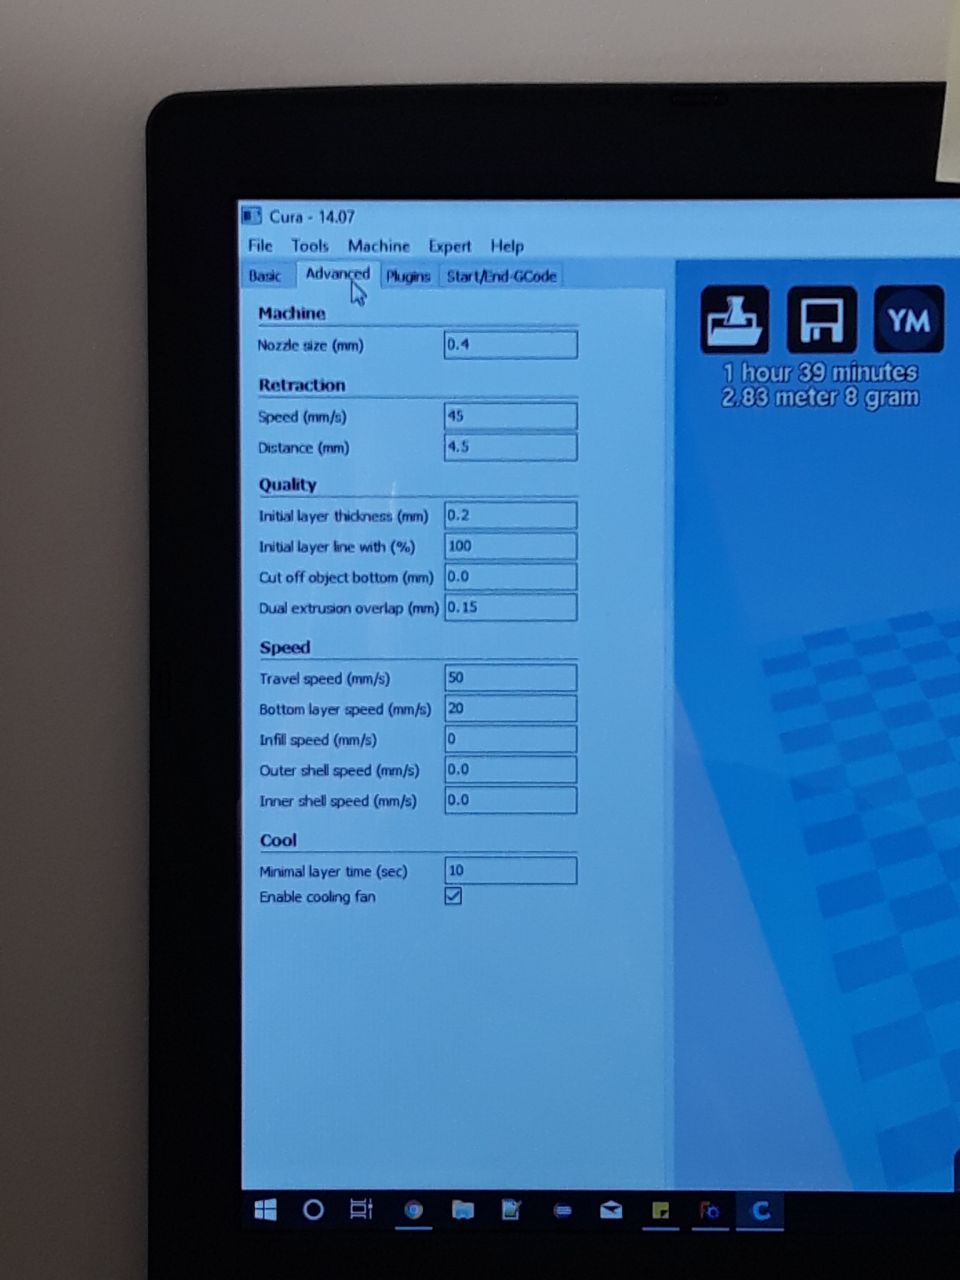 Cura - 14.07
File Tools Machine Expert Help
Basic Advanced Plugins Start/End-GCode
Machine
Nozzle size (mm) 0.4
Retraction
Speed (mm/s) 45
Distance (mm) 4.5
Quality
Initial layer thickness (mm) 0.2
Initial layer line with (%) 100
Cut off object bottom (mm) 0.0
Dual extrusion overlap (mm) 0.15
Speed
Travel speed (mm/s) 50
Bottom layer speed (mm/s) 20
Infill speed (mm/s) 0
Outer shell speed (mm/s) 0.0
Inner shell speed (mm/s) 0.0
Cool
Minimal layer time (sec) 10
Enable cooling fan
YM
1 hour 39 minutes
2.83 meter 8 gram